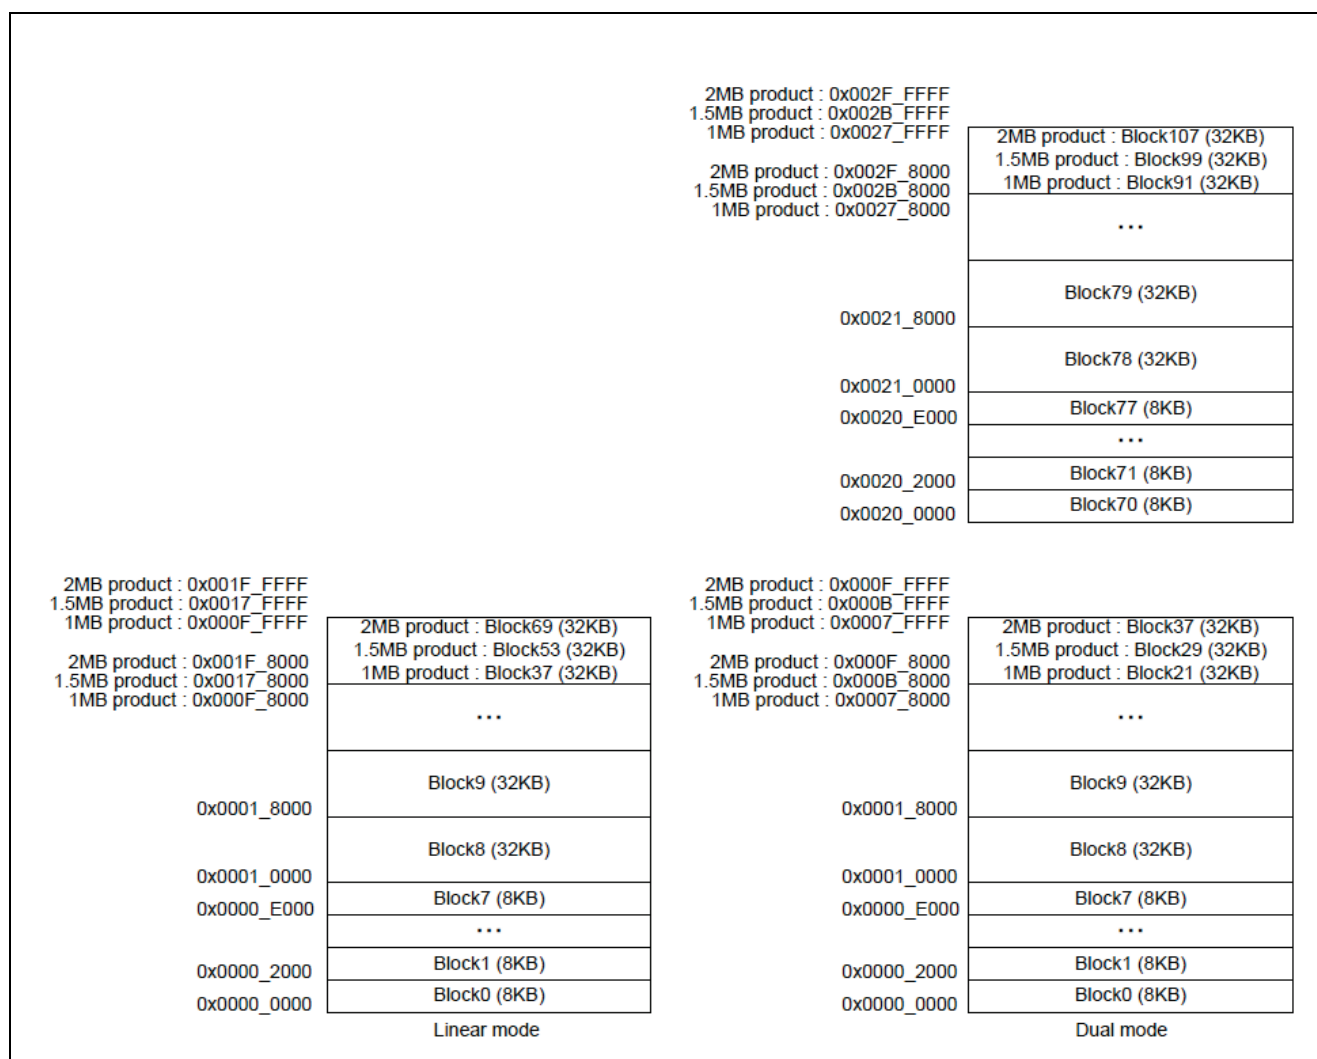 2MB product : 0x002F_FFFF
1.5MB product : 0x002B_FFFF
1MB product : 0x0027_FFFF
2MB product : 0x002F_8000
1.5MB product : 0x002B_8000
1MB product : 0x0027_8000
2MB product : Block107 (32KB)
1.5MB product : Block99 (32KB)
1MB product : Block91 (32KB)
...
Block79 (32KB)
0x0021_8000
Block78 (32KB)
0x0021_0000
Block77 (8KB)
0x0020_E000
...
Block71 (8KB)
0x0020_2000
Block70 (8KB)
0x0020_0000
2MB product : 0x001F_FFFF
1.5MB product : 0x0017_FFFF
1MB product : 0x000F_FFFF
2MB product : 0x001F_8000
1.5MB product : 0x0017_8000
1MB product : 0x000F_8000
2MB product : Block69 (32KB)
1.5MB product : Block53 (32KB)
1MB product : Block37 (32KB)
...
Block9 (32KB)
0x0001_8000
Block8 (32KB)
0x0001_0000
Block7 (8KB)
0x0000_E000
...
Block1 (8KB)
0x0000_2000
Block0 (8KB)
0x0000_0000
Linear mode
2MB product : 0x000F_FFFF
1.5MB product : 0x000B_FFFF
1MB product : 0x0007_FFFF
2MB product : 0x000F_8000
1.5MB product : 0x000B_8000
1MB product : 0x0007_8000
2MB product : Block37 (32KB)
1.5MB product : Block29 (32KB)
1MB product : Block21 (32KB)
...
Block9 (32KB)
0x0001_8000
Block8 (32KB)
0x0001_0000
Block7 (8KB)
0x0000_E000
...
Block1 (8KB)
0x0000_2000
Block0 (8KB)
0x0000_0000
Dual mode